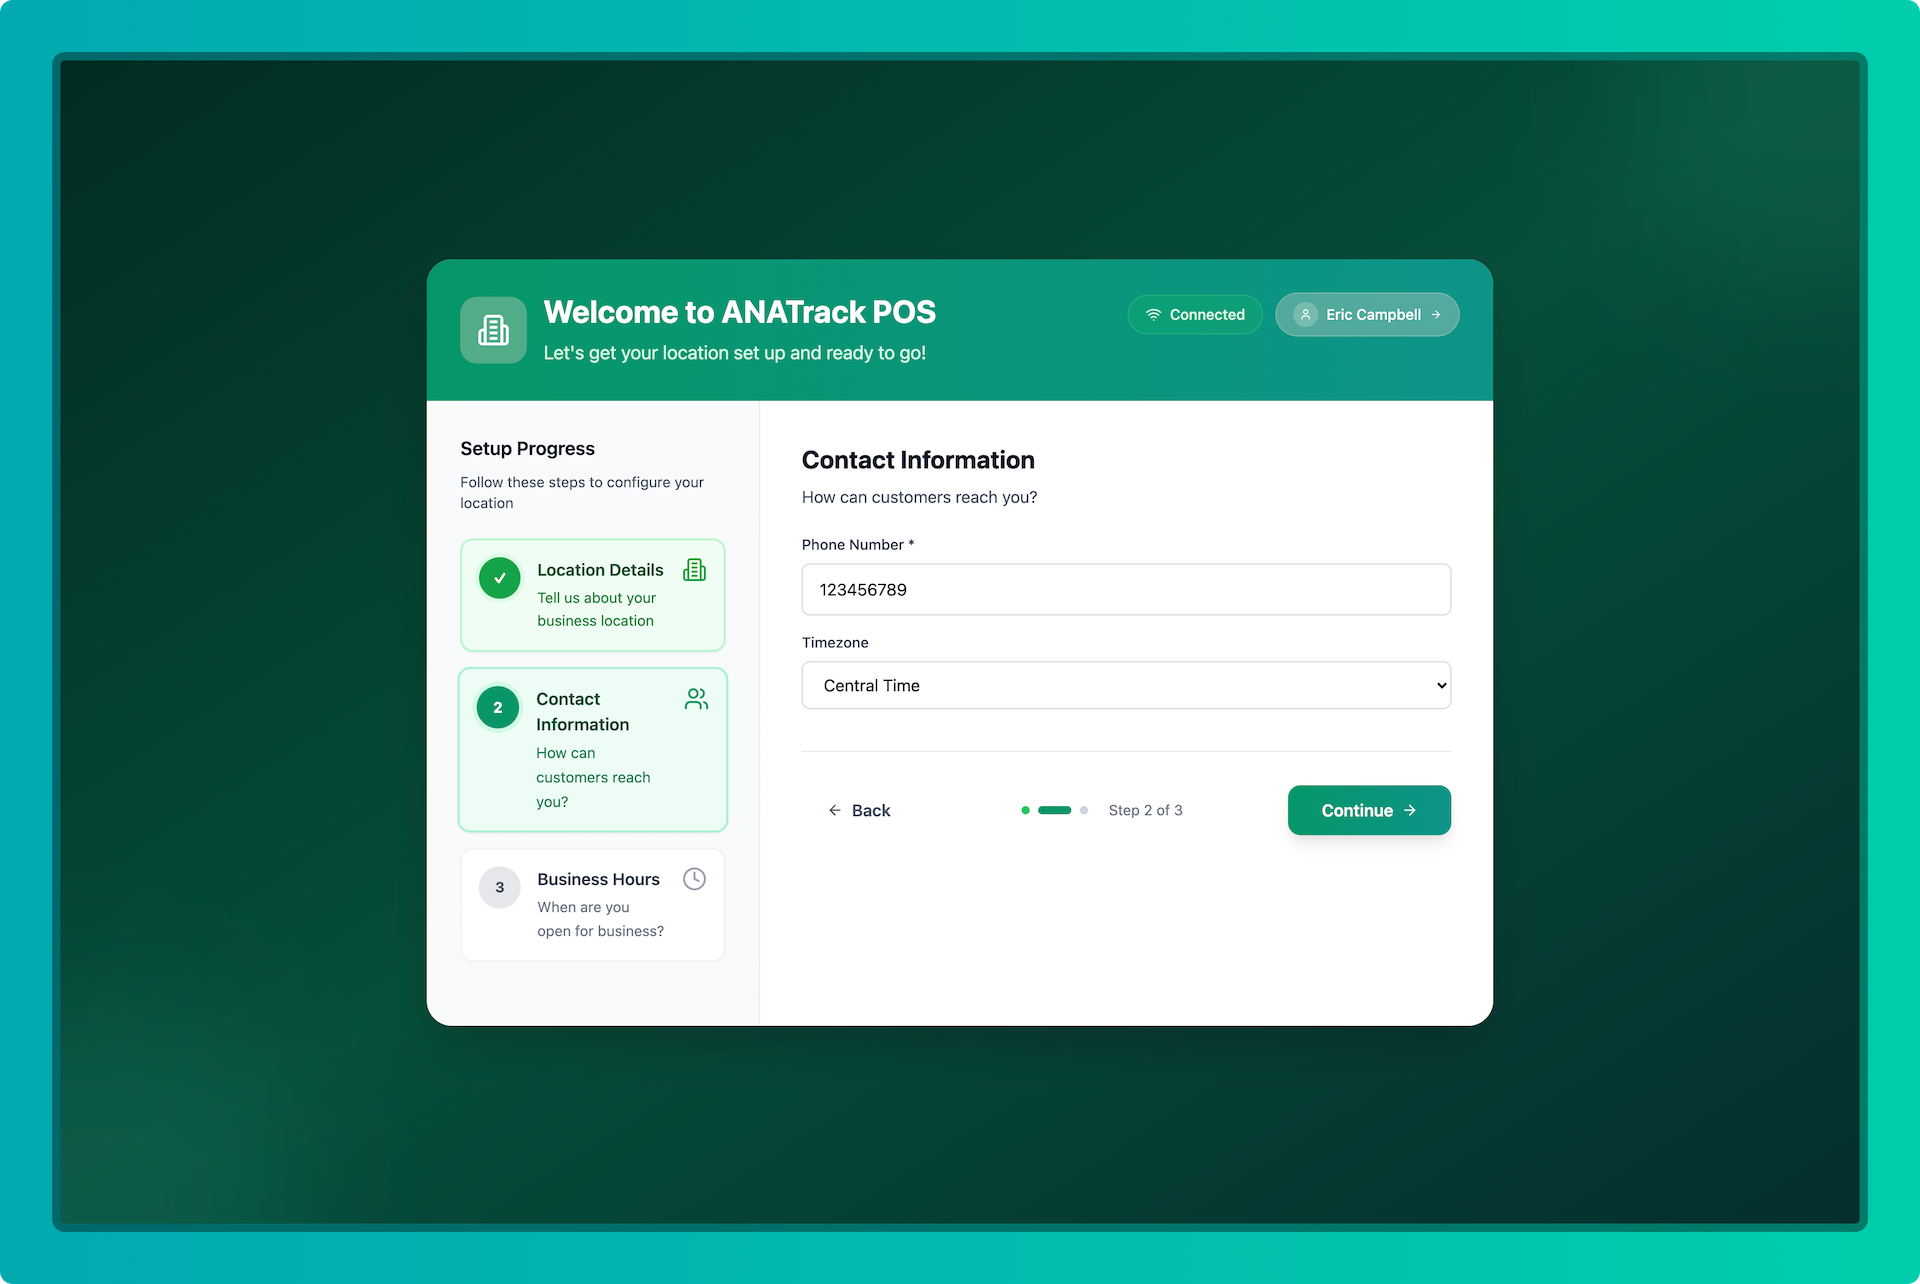 Welcome to ANATrack POS
Let's get your location set up and ready to go!
Connected
Eric Campbell
Setup Progress
Follow these steps to configure your
location
Location Details
Tell us about your
business location
2
Contact
Information
How can
customers reach
you?
3
Business Hours
When are you
open for business?
Contact Information
How can customers reach you?
Phone Number *
123456789
Timezone
Central Time
Back
Step 2 of 3
Continue